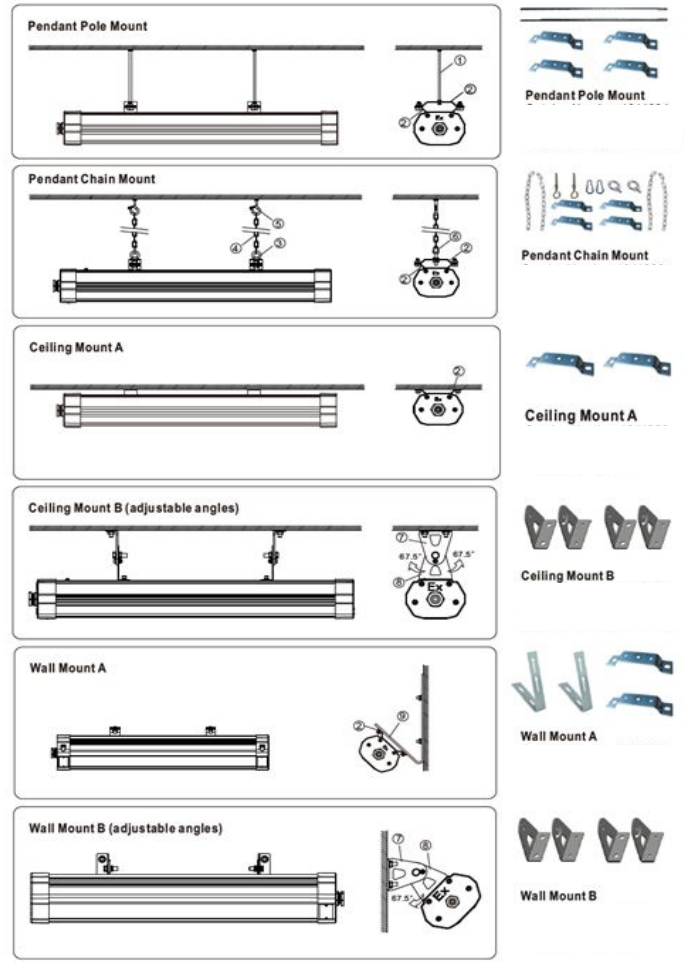 Pendant Pole Mount
①
②
②
Ex
Pendant Pole Mount
Pendant Chain Mount
⑤
④
③
⑥
②
②
Ex
Pendant Chain Mount
Ceiling Mount A
②
Ex
Ceiling Mount A
Ceiling Mount B (adjustable angles)
⑦
67.5°
67.5°
⑧
Ex
Ceiling Mount B
Wall Mount A
②
⑨
Ex
Wall Mount A
Wall Mount B (adjustable angles)
⑦
⑧
67.5°
EX
Wall Mount B